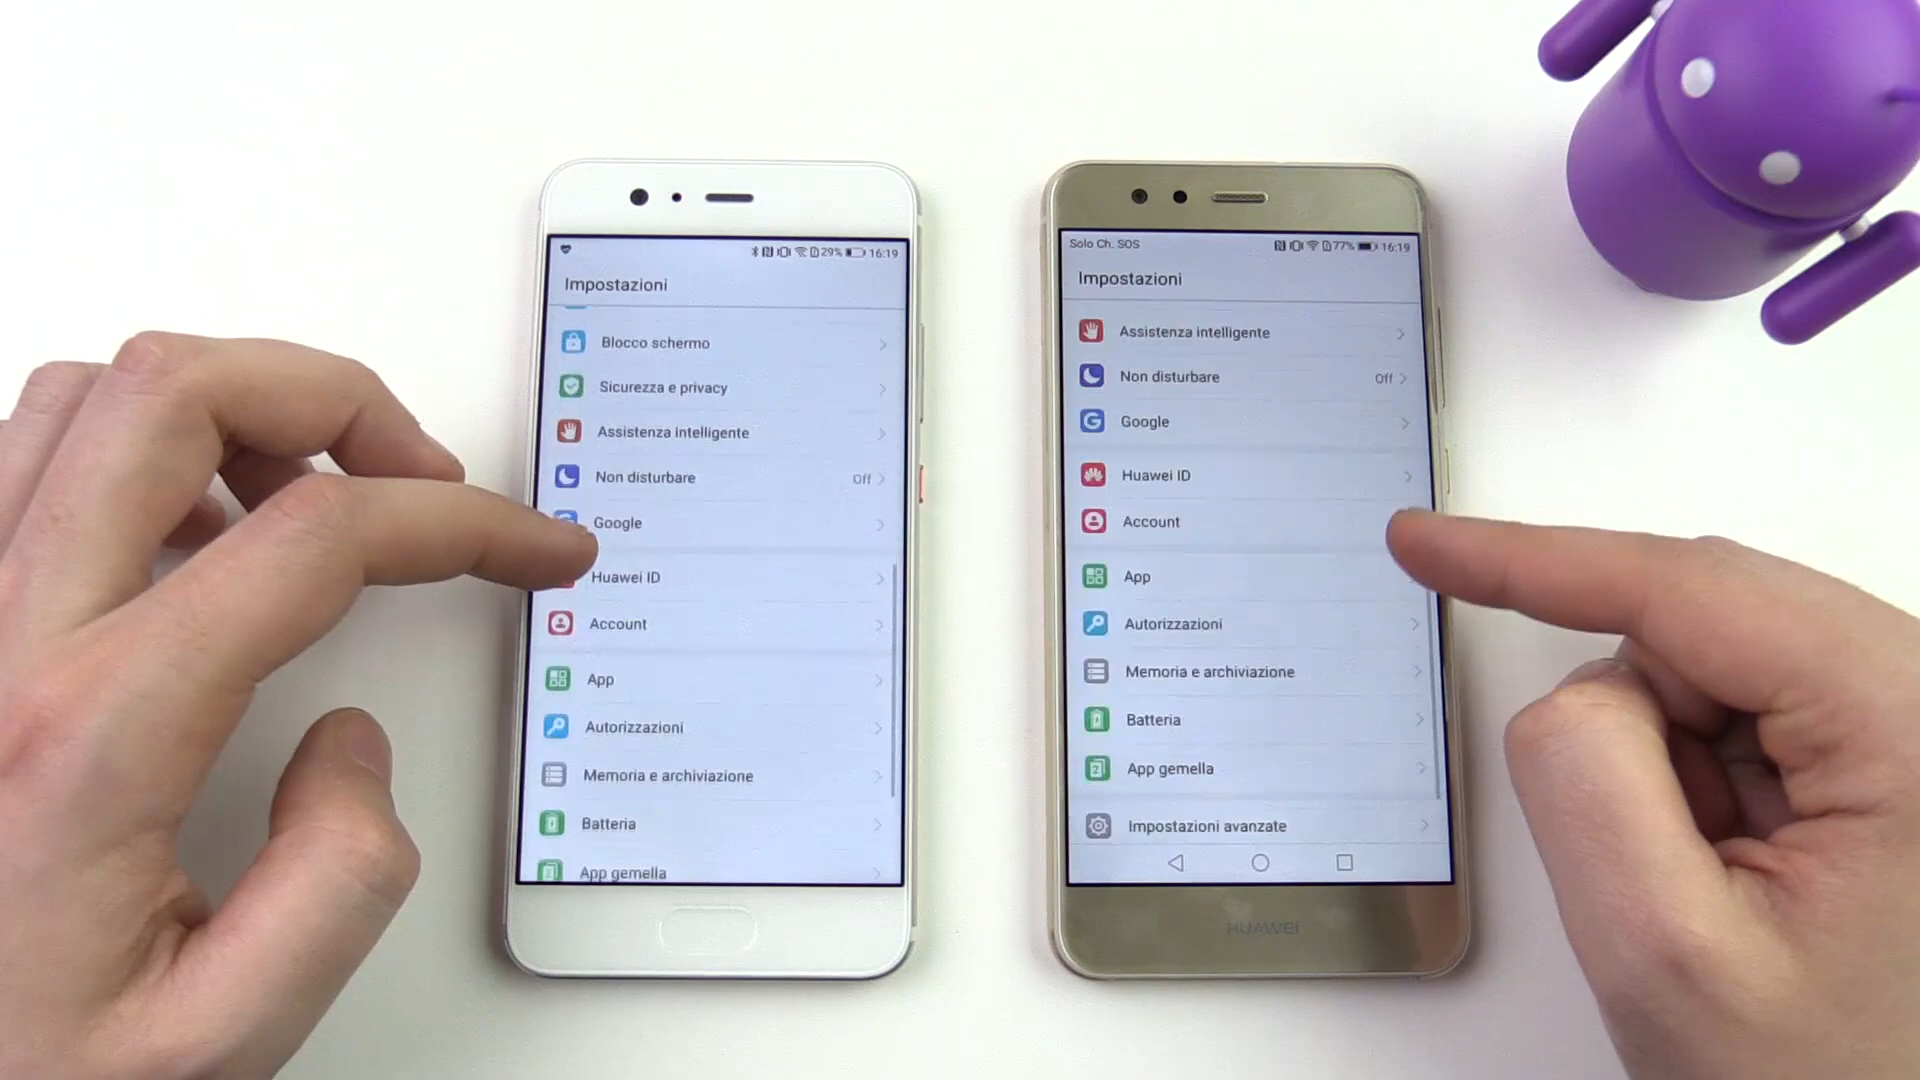 29% 16:19
Impostazioni
Blocco schermo
Sicurezza e privacy
Assistenza intelligente
Non disturbare Off
Google
Huawei ID
Account
App
Autorizzazioni
Memoria e archiviazione
Batteria
App gemella
Solo Ch. SOS 77% 16:19
Impostazioni
Assistenza intelligente
Non disturbare Off
Google
Huawei ID
Account
App
Autorizzazioni
Memoria e archiviazione
Batteria
App gemella
Impostazioni avanzate
HUAWEI